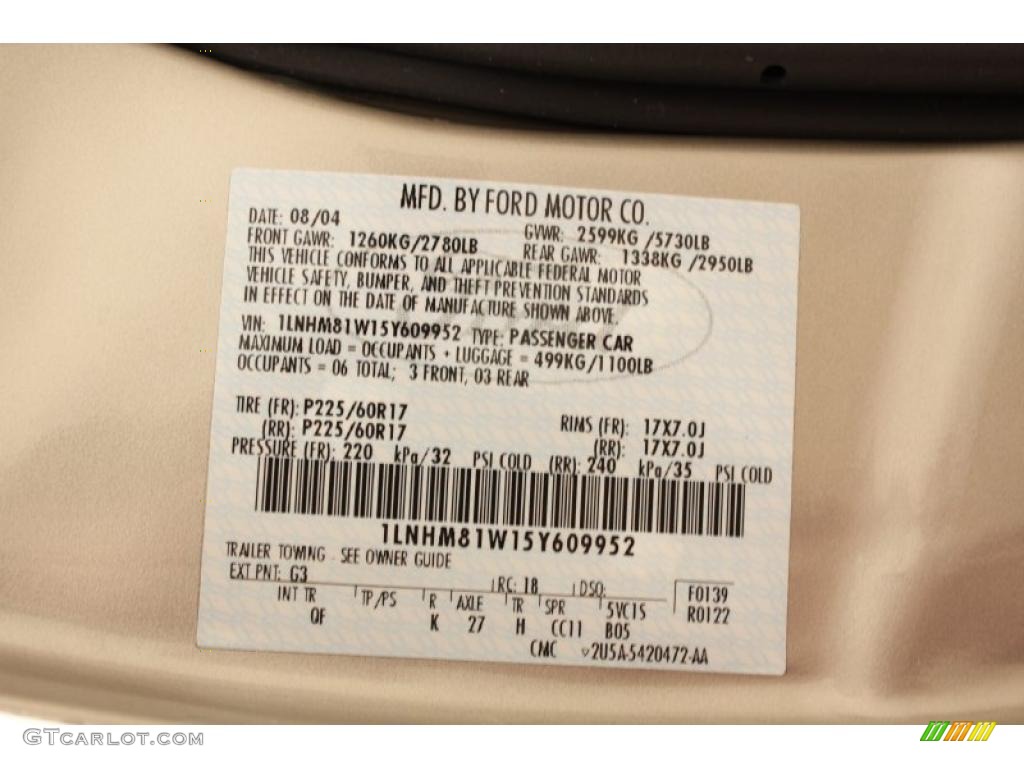 MFD. BY FORD MOTOR CO.
DATE: 08/04 GVWR: 2599KG /5730LB
FRONT GAWR: 1260KG/2780LB REAR GAWR: 1338KG /2950LB
THIS VEHICLE CONFORMS TO ALL APPLICABLE FEDERAL MOTOR
VEHICLE SAFETY, BUMPER, AND THEFT PREVENTION STANDARDS
IN EFFECT ON THE DATE OF MANUFACTURE SHOWN ABOVE.
VIN: 1LNHM81W15Y609952 TYPE: PASSENGER CAR
MAXIMUM LOAD = OCCUPANTS + LUGGAGE = 499KG/1100LB
OCCUPANTS = 06 TOTAL; 3 FRONT, 03 REAR
TIRE (FR): P225/60R17 RIMS (FR): 17X7.0J
(RR): P225/60R17 (RR): 17X7.0J
PRESSURE (FR): 220 kPa/32 PSI COLD (RR): 240 kPa/35 PSI COLD
1LNHM81W15Y609952
TRAILER TOWING - SEE OWNER GUIDE
EXT PNT: G3 RC: 18 DSO: F0139
INT TR TP/PS R AXLE TR SPR 5VC15 R0122
QF K 27 H CC11 B05
CMC 2U5A-5420472-AA
GTCARLOT.COM